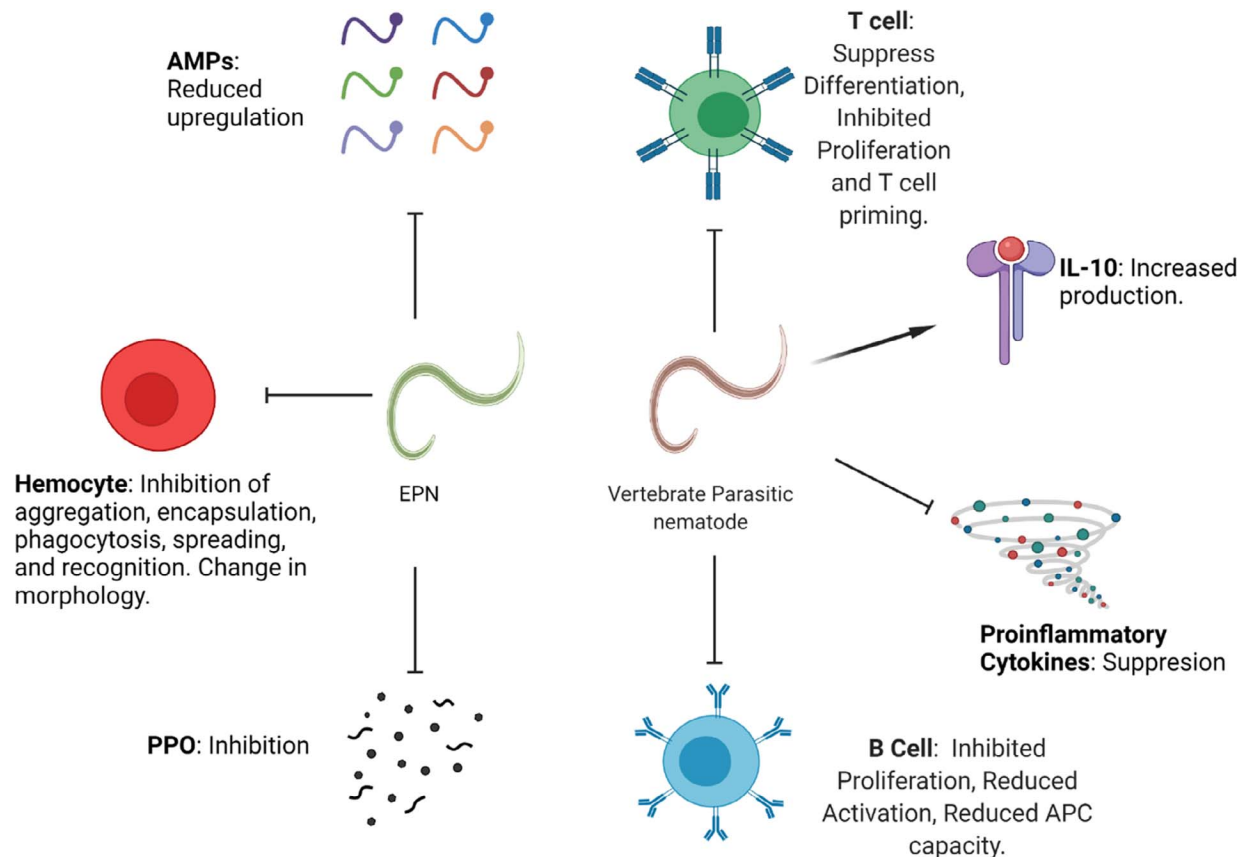 AMPs:
Reduced
upregulation
T cell:
Suppress
Differentiation,
Inhibited
Proliferation
and T cell
priming.
IL-10: Increased
production.
Hemocyte: Inhibition of
aggregation, encapsulation,
phagocytosis, spreading,
and recognition. Change in
morphology.
EPN
Vertebrate Parasitic
nematode
Proinflammatory
Cytokines: Suppresion
PPO: Inhibition
B Cell: Inhibited
Proliferation, Reduced
Activation, Reduced APC
capacity.